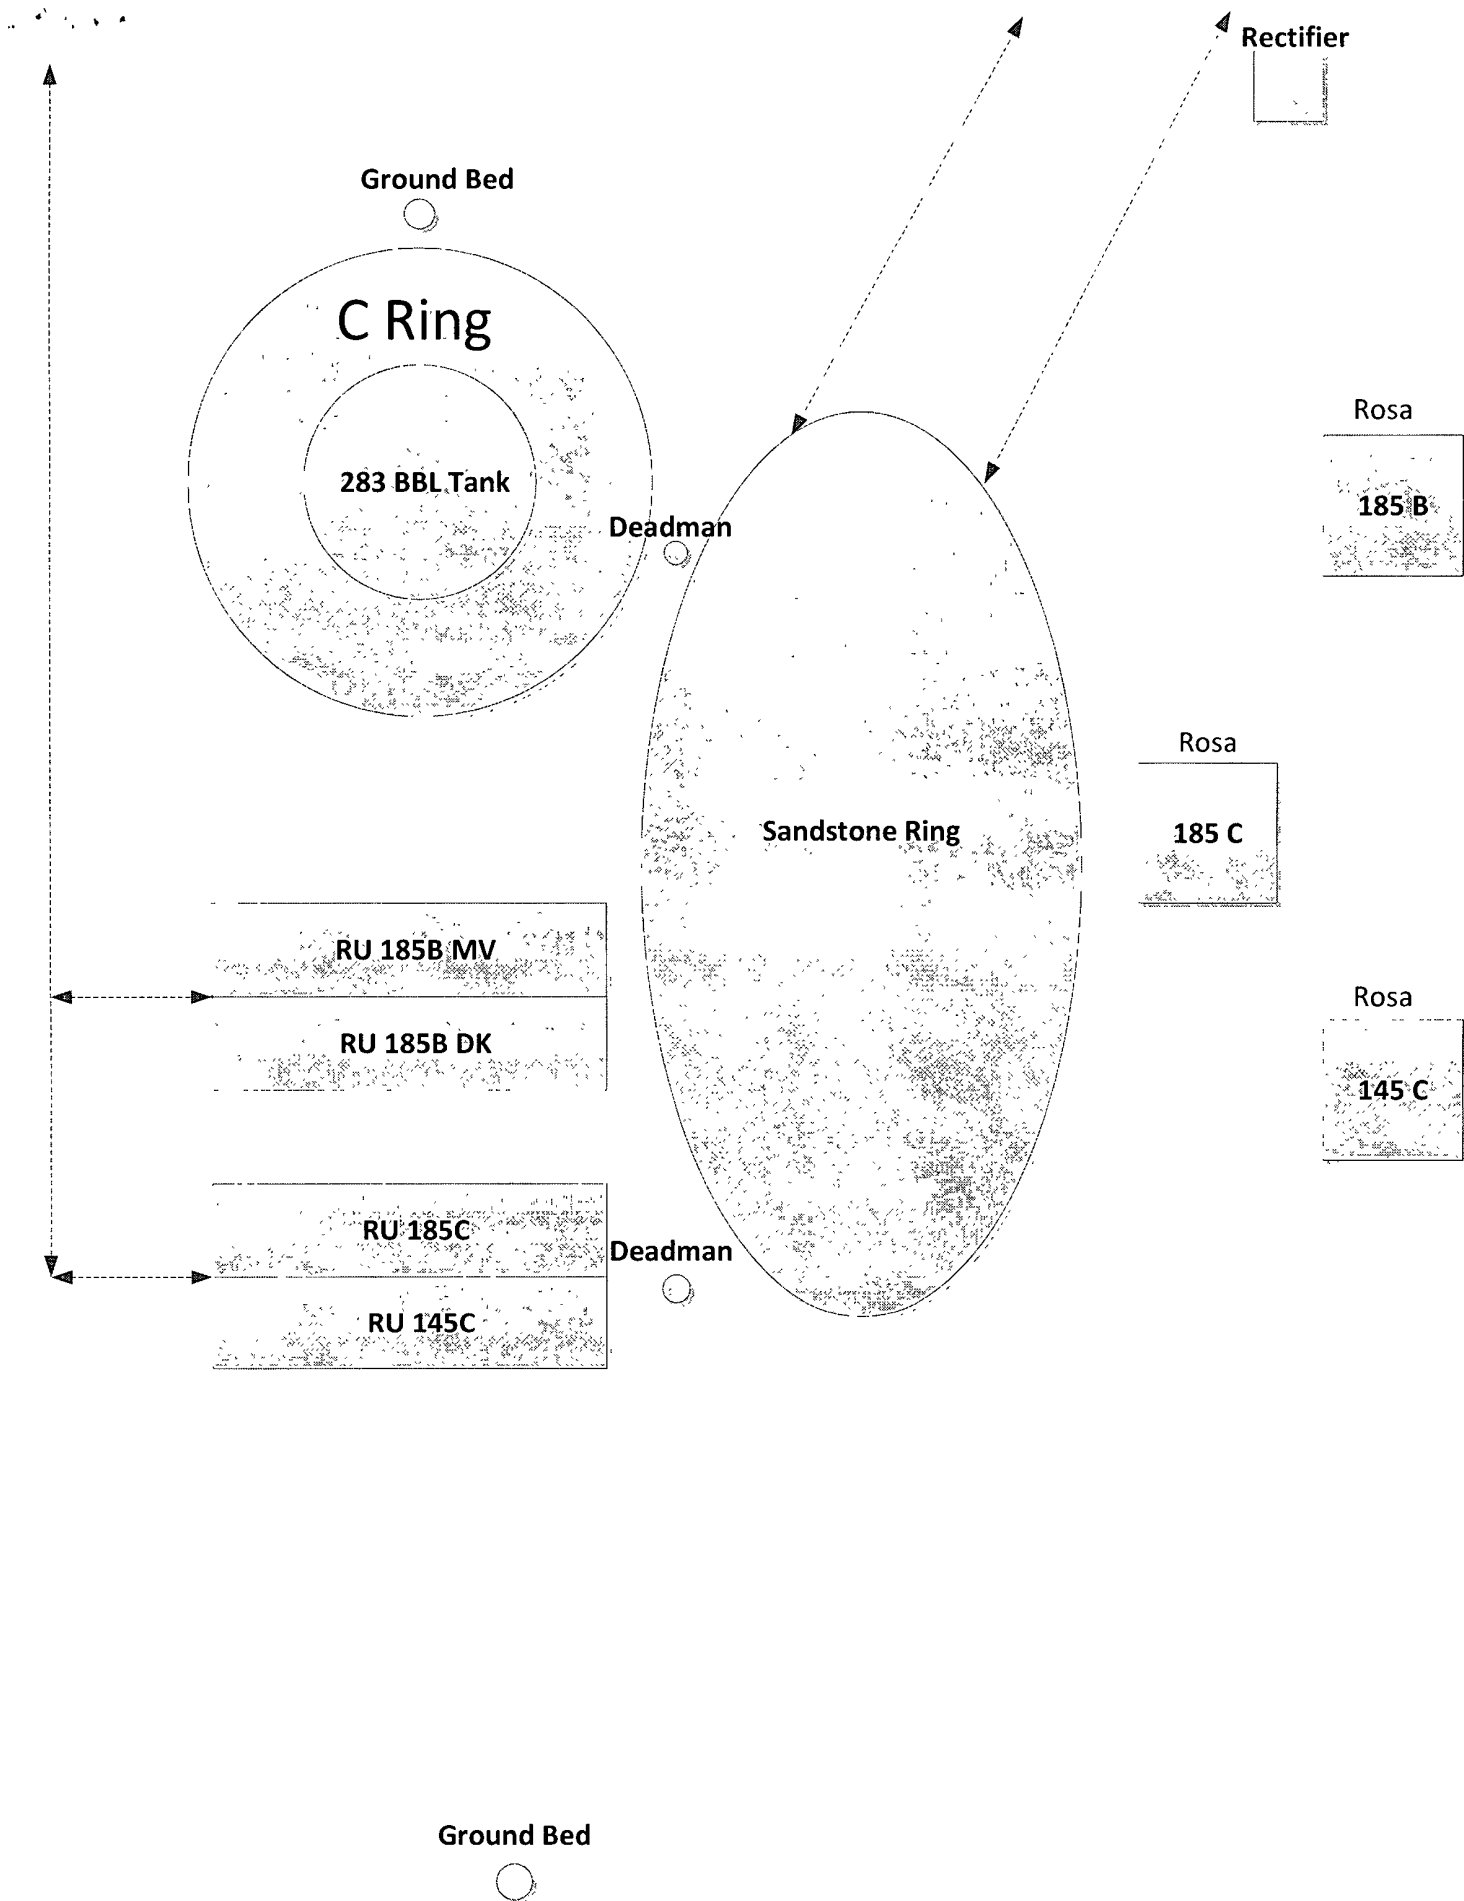 Rectifier
Ground Bed
C Ring
Rosa
283 BBL Tank
185 B
Deadman
Rosa
Sandstone Ring
185 C
RU 185B MV
Rosa
RU 185B DK
145 C
RU 185C
Deadman
RU 145C
Ground Bed